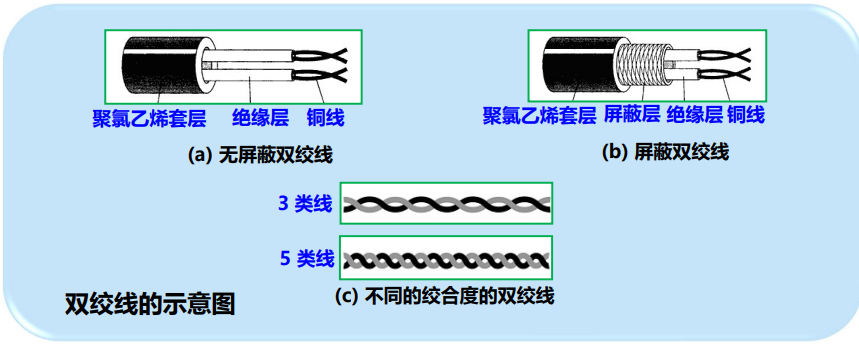 聚氯乙烯套层 绝缘层 铜线
(a) 无屏蔽双绞线
聚氯乙烯套层 屏蔽层 绝缘层 铜线
(b) 屏蔽双绞线
3 类线
5 类线
(c) 不同的绞合度的双绞线
双绞线的示意图